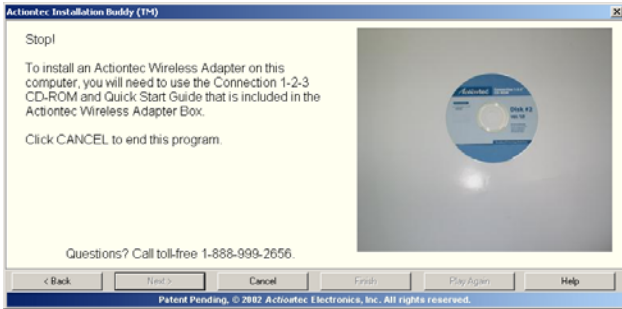 Actiontec Installation Buddy (TM)
Stop!
To install an Actiontec Wireless Adapter on this
computer, you will need to use the Connection 1-2-3
CD-ROM and Quick Start Guide that is included in the
Actiontec Wireless Adapter Box.
Click CANCEL to end this program.
Actiontec
Disk #2
Questions? Call toll-free 1-888-999-2656.
< Back
Next >
Cancel
Finish
Play Again
Help
Patent Pending, © 2002 Actiontec Electronics, Inc. All rights reserved.